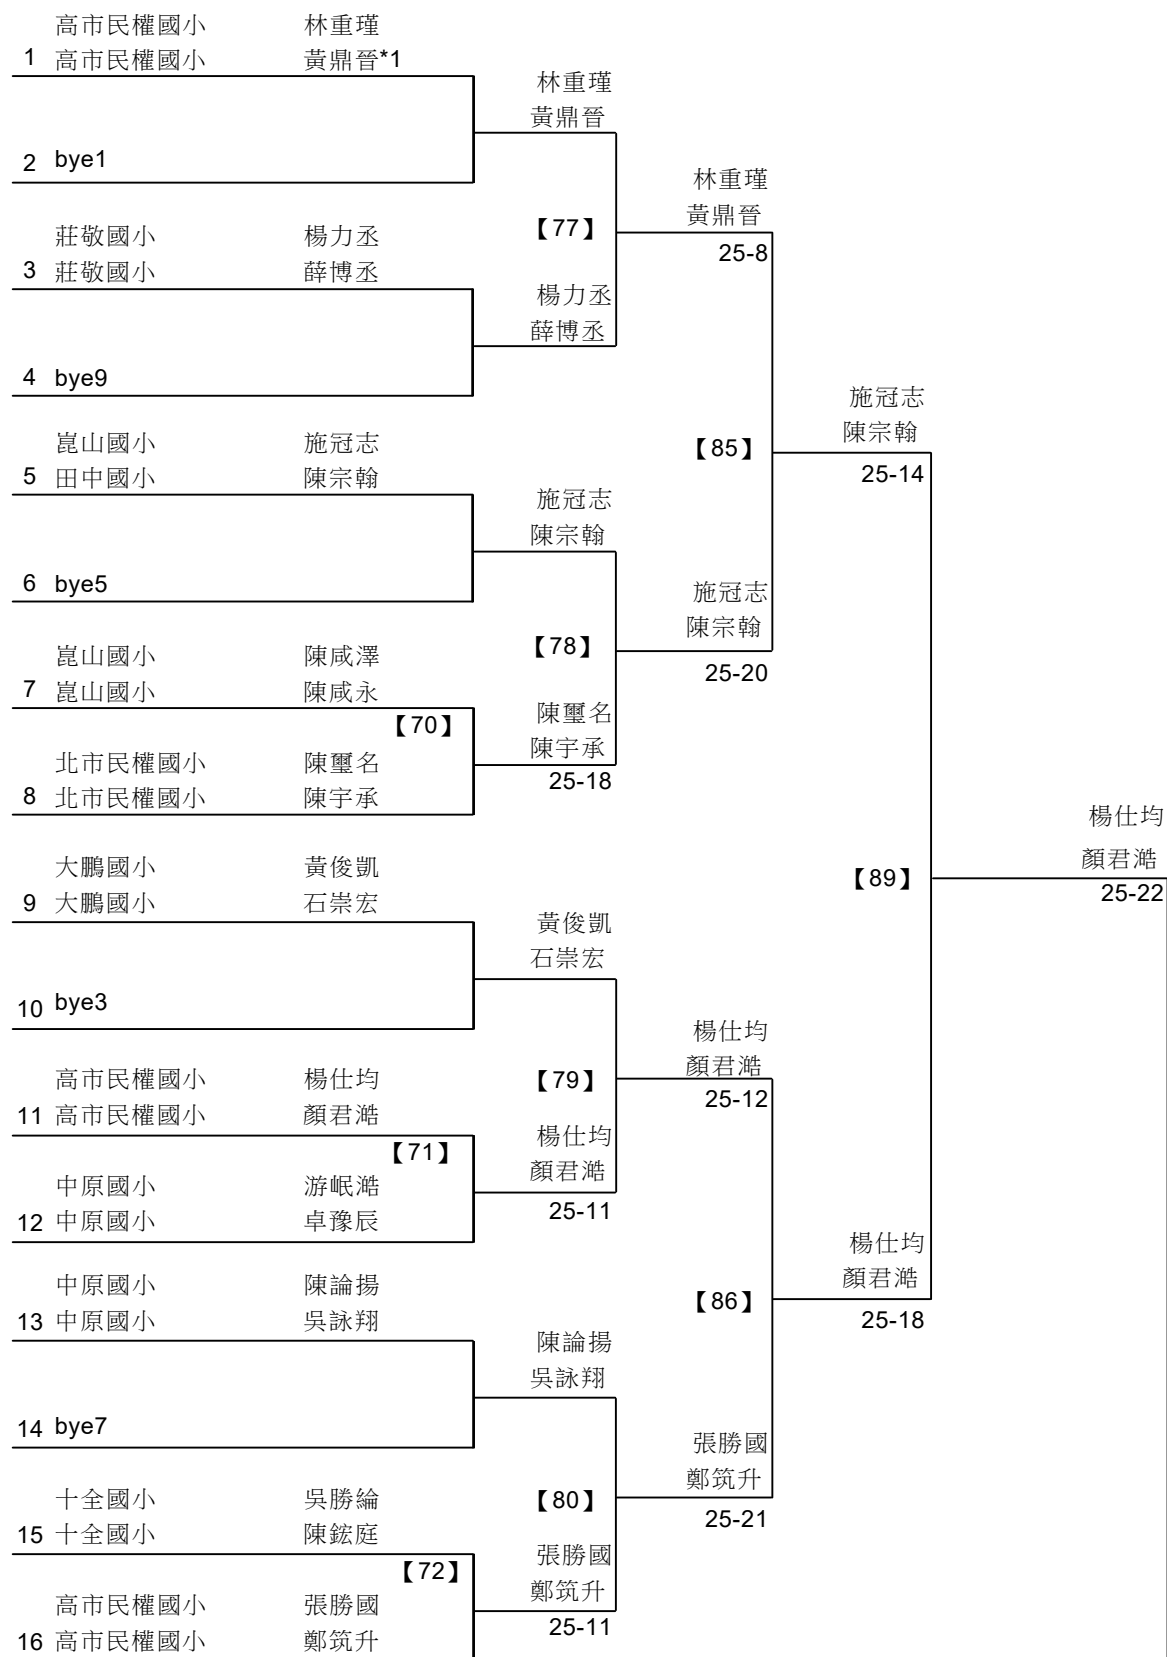 高市民權國小 林重瑾
1 高市民權國小 黃鼎晉*1
林重瑾
黃鼎晉
2 bye1
林重瑾
黃鼎晉
【77】
25-8
莊敬國小 楊力丞
3 莊敬國小 薛博丞
楊力丞
薛博丞
4 bye9
施冠志
陳宗翰
【85】
25-14
崑山國小 施冠志
5 田中國小 陳宗翰
施冠志
陳宗翰
6 bye5
施冠志
陳宗翰
【78】
25-20
崑山國小 陳咸澤
7 崑山國小 陳咸永
【70】
陳璽名
陳宇承
25-18
北市民權國小 陳璽名
8 北市民權國小 陳宇承
楊仕均
顏君澔
【89】
25-22
大鵬國小 黃俊凱
9 大鵬國小 石崇宏
黃俊凱
石崇宏
10 bye3
楊仕均
顏君澔
【79】
25-12
高市民權國小 楊仕均
11 高市民權國小 顏君澔
【71】
楊仕均
顏君澔
25-11
中原國小 游岷澔
12 中原國小 卓豫辰
楊仕均
顏君澔
【86】
25-18
中原國小 陳論揚
13 中原國小 吳詠翔
陳論揚
吳詠翔
14 bye7
張勝國
鄭筑升
【80】
25-21
十全國小 吳勝綸
15 十全國小 陳鋐庭
【72】
張勝國
鄭筑升
25-11
高市民權國小 張勝國
16 高市民權國小 鄭筑升